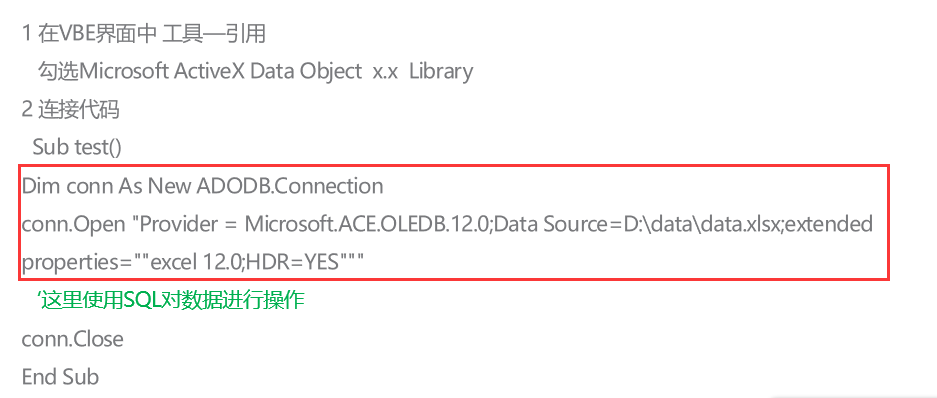 1 在VBE界面中 工具—引用
勾选Microsoft ActiveX Data Object x.x Library
2 连接代码
Sub test()
Dim conn As New ADODB.Connection
conn.Open "Provider = Microsoft.ACE.OLEDB.12.0;Data Source=D:\data\data.xlsx;extended
properties=""excel 12.0;HDR=YES"""
‘这里使用SQL对数据进行操作
conn.Close
End Sub